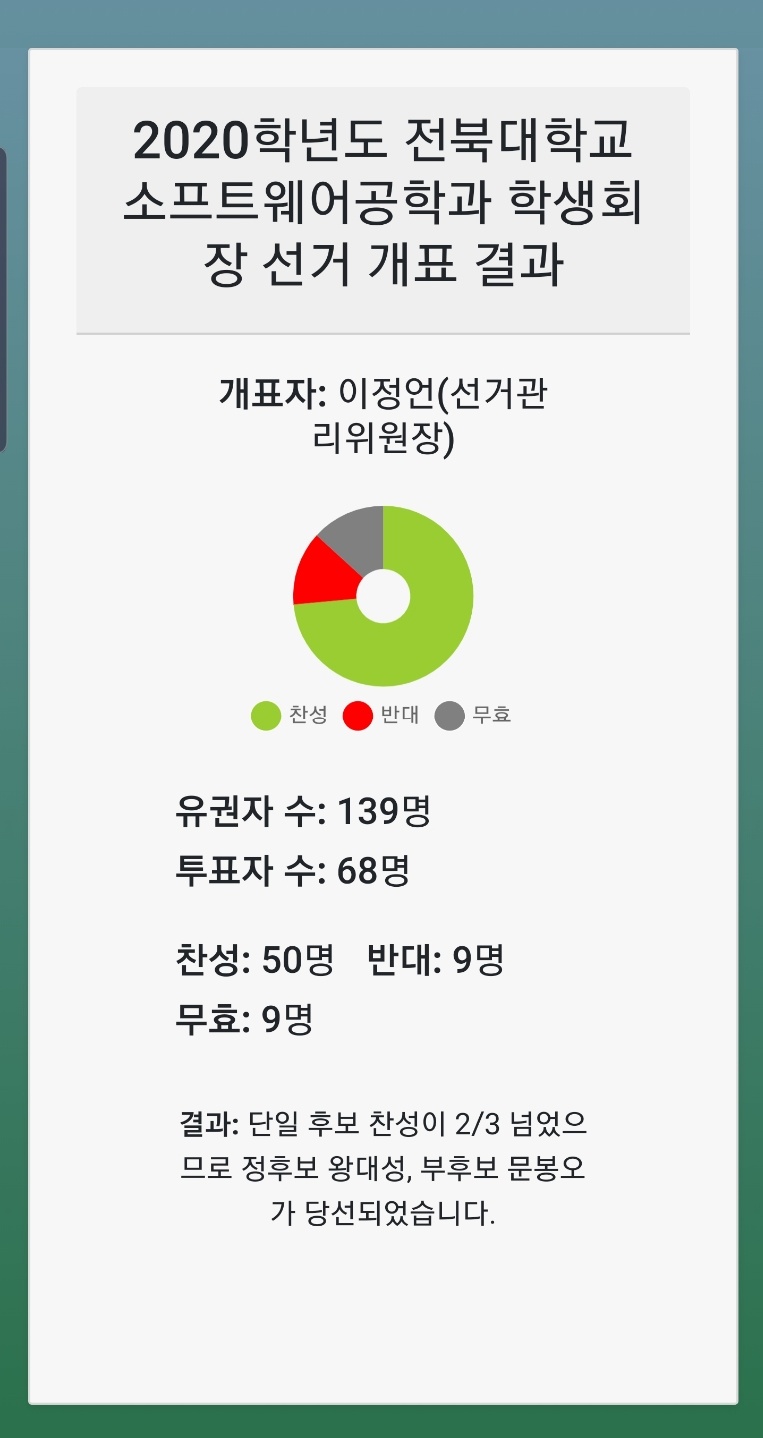 2020학년도 전북대학교
소프트웨어공학과 학생회
장 선거 개표 결과
개표자: 이정언(선거관
리위원장)
찬성 반대 무효
유권자 수: 139명
투표자 수: 68명
찬성: 50명 반대: 9명
무효: 9명
결과: 단일 후보 찬성이 2/3 넘었으
므로 정후보 왕대성, 부후보 문봉오
가 당선되었습니다.